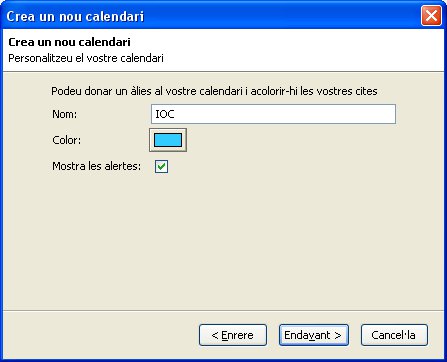 Crea un nou calendari
Crea un nou calendari
Personalitzeu el vostre calendari
Podeu donar un àlies al vostre calendari i acolorir-hi les vostres cites
Nom: IOC
Color:
Mostra les alertes:
< Enrere Endavant > Cancel·la